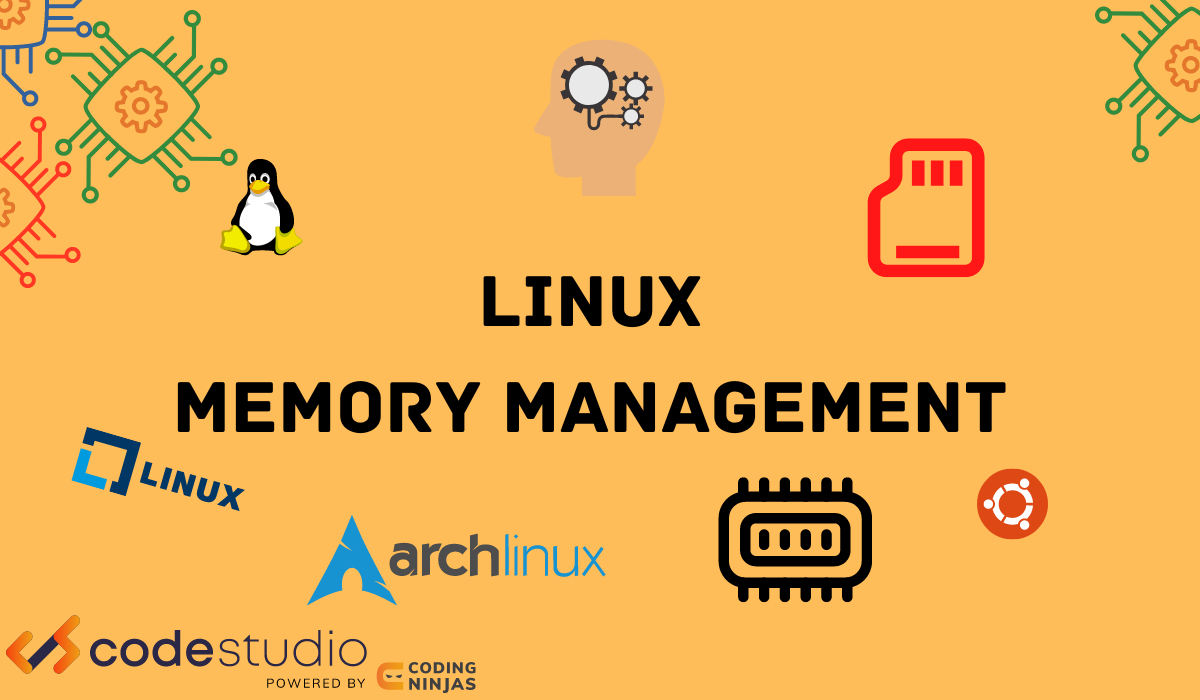 LINUX
MEMORY MANAGEMENT
LINUX
archlinux
codestudio
POWERED BY
CODING
NINJAS